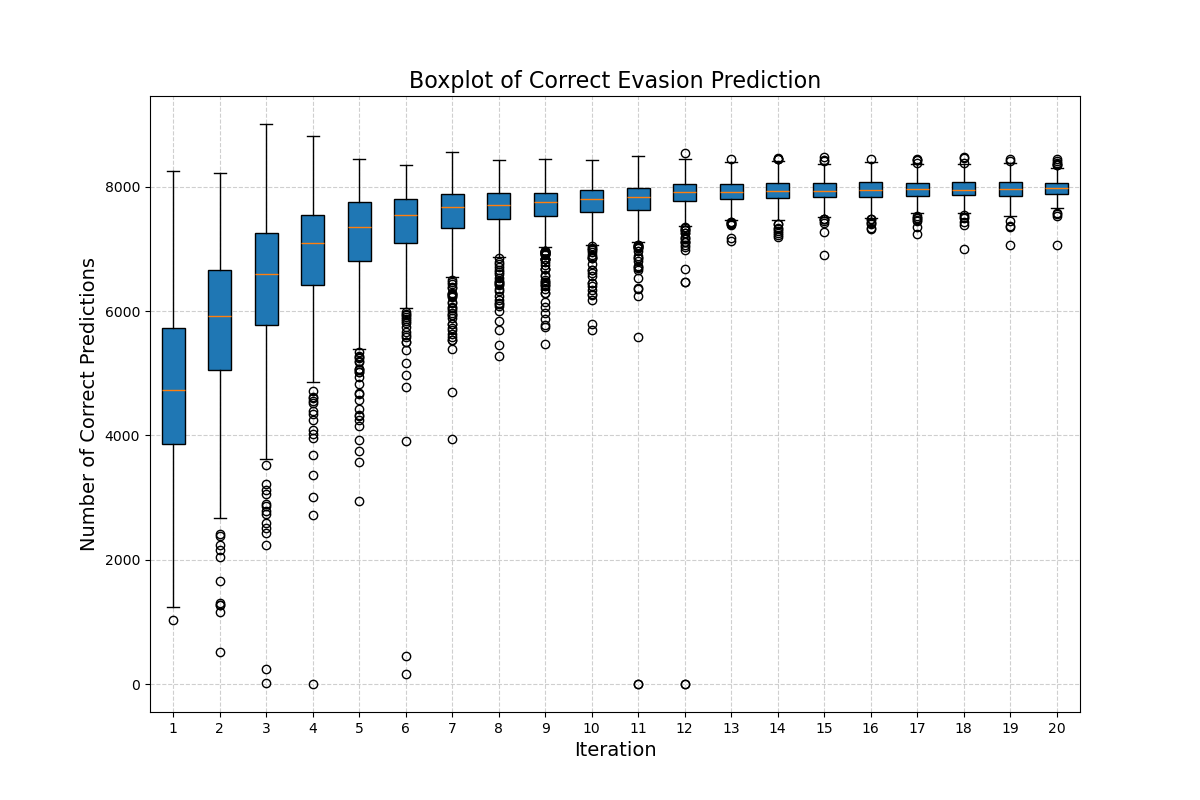 Boxplot of Correct Evasion Prediction
Number of Correct Predictions
8000
6000
4000
2000
0
1 2 3 4 5 6 7 8 9 10 11 12 13 14 15 16 17 18 19 20
Iteration